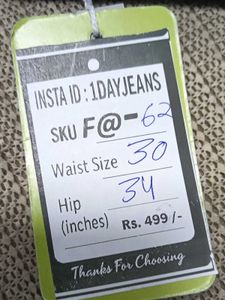 INSTA ID : 1DAYJEANS
SKU F@-62
Waist Size 30
Hip 34
(inches) Rs. 499 /-
Thanks For Choosing